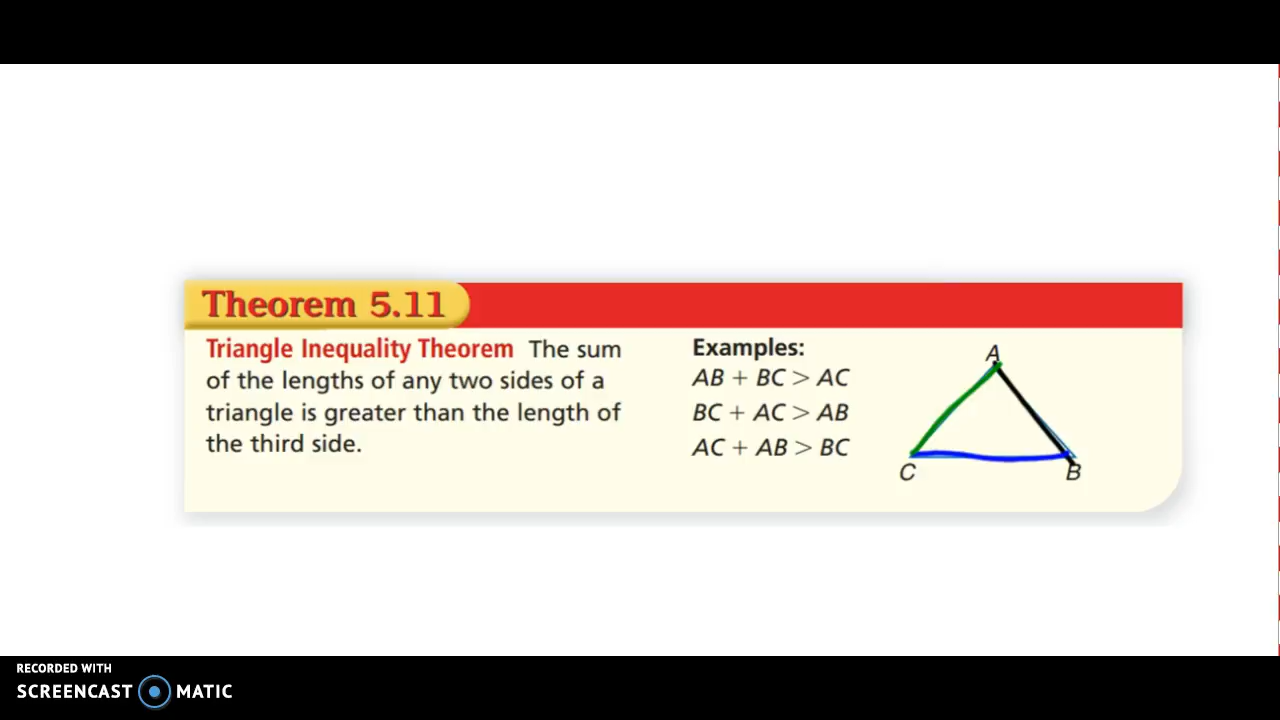 Theorem 5.11
Triangle Inequality Theorem The sum
of the lengths of any two sides of a
triangle is greater than the length of
the third side.
Examples:
AB + BC > AC
BC + AC > AB
AC + AB > BC
A
C
B
RECORDED WITH
SCREENCAST MATIC